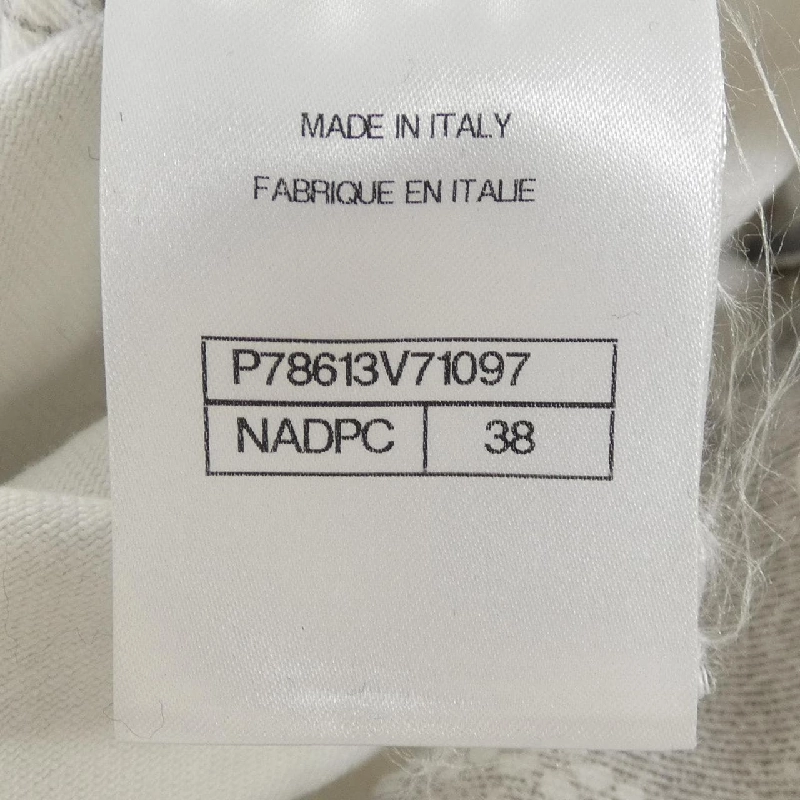 MADE IN ITALY
FABRIQUE EN ITALIE
P78613V71097
NADPC 38